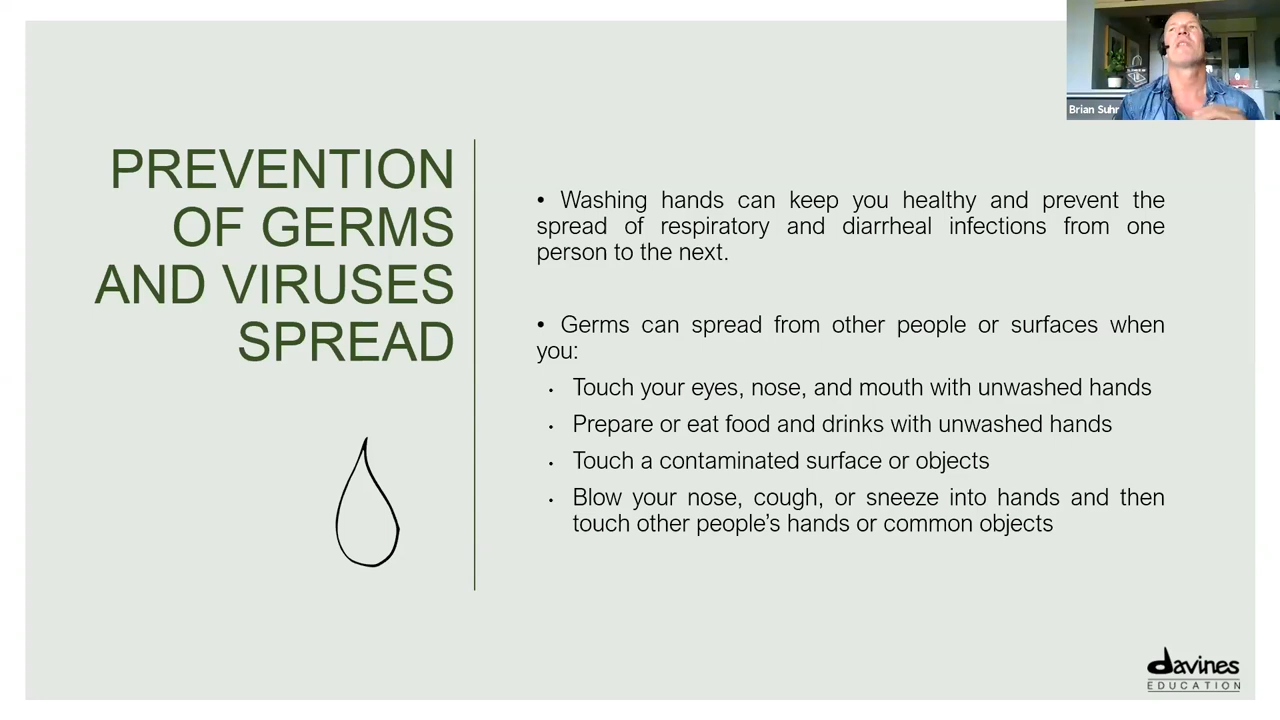 Brian Suhr
PREVENTION
OF GERMS
AND VIRUSES
SPREAD
• Washing hands can keep you healthy and prevent the
spread of respiratory and diarrheal infections from one
person to the next.
• Germs can spread from other people or surfaces when
you:
• Touch your eyes, nose, and mouth with unwashed hands
• Prepare or eat food and drinks with unwashed hands
• Touch a contaminated surface or objects
• Blow your nose, cough, or sneeze into hands and then
touch other people’s hands or common objects
davines
EDUCATION